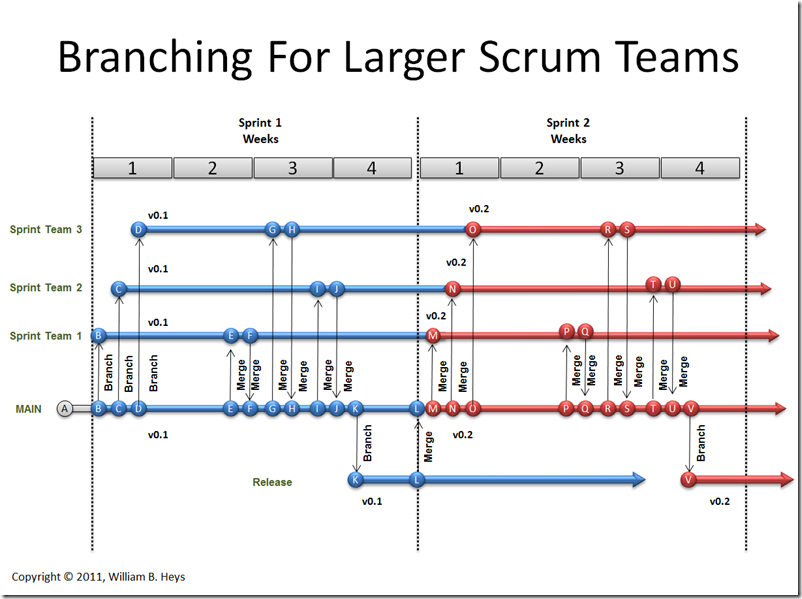 Branching For Larger Scrum Teams
Sprint 1
Weeks
Sprint 2
Weeks
1 2 3 4 1 2 3 4
v0.1 v0.2
Sprint Team 3 D G H O R S
v0.1 v0.2
Sprint Team 2 C I J N T U
v0.1 v0.2
Sprint Team 1 B E F M P Q
Branch Branch Branch Merge Merge Merge Merge Merge Merge Merge Merge Merge Merge Merge Merge Merge Merge
MAIN A B C D E F G H I J K L M N O P Q R S T U V
v0.1 Branch Merge v0.2 Branch
Release K L V
v0.1 v0.2
Copyright © 2011, William B. Heys